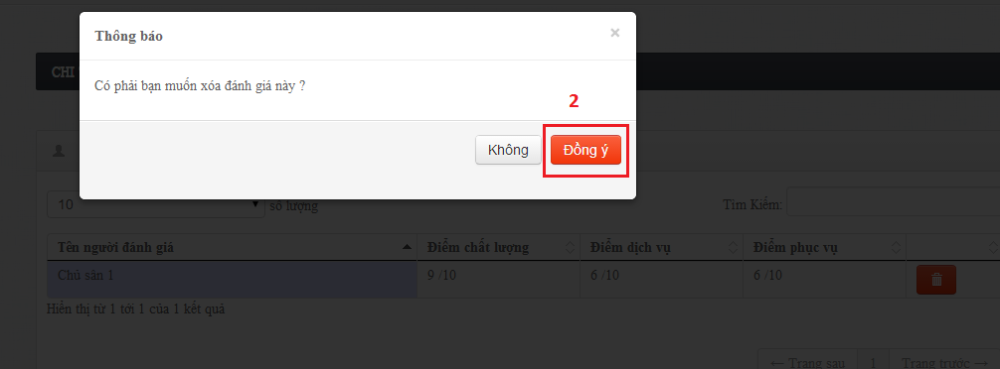 Thông báo ×
CHI
Có phải bạn muốn xóa đánh giá này ?
2
Không Đồng ý
10 số lượng Tìm Kiếm:
Tên người đánh giá Điểm chất lượng Điểm dịch vụ Điểm phục vụ
Chủ sân 1 9 /10 6 /10 6 /10
Hiển thị từ 1 tới 1 của 1 kết quả
← Trang sau 1 Trang trước →